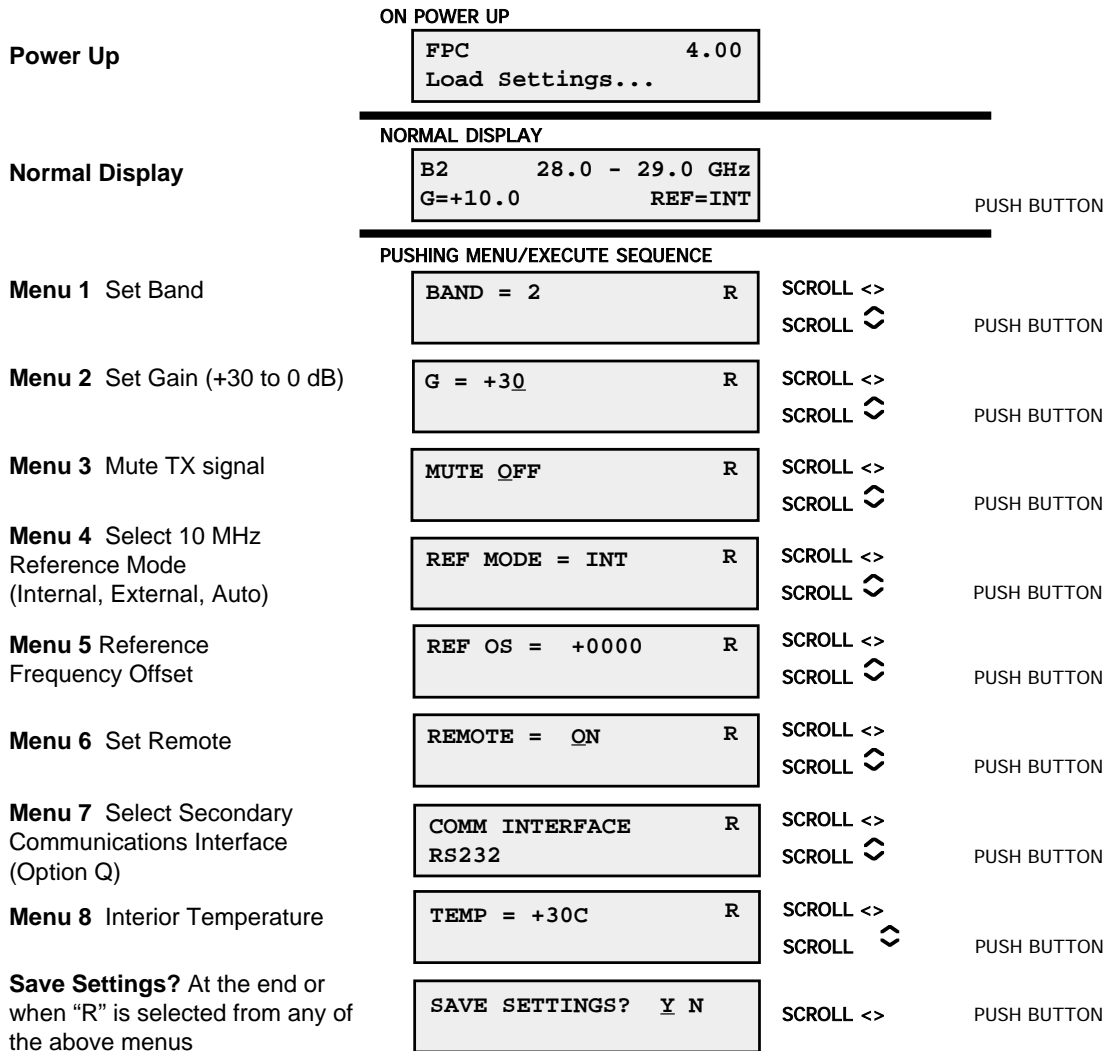 ON POWER UP
Power Up
FPC 4.00
Load Settings...
NORMAL DISPLAY
Normal Display
B2 28.0 - 29.0 GHz
G=+10.0 REF=INT
PUSH BUTTON
PUSHING MENU/EXECUTE SEQUENCE
Menu 1 Set Band
BAND = 2 R
SCROLL <>
SCROLL
PUSH BUTTON
Menu 2 Set Gain (+30 to 0 dB)
G = +30 R
SCROLL <>
SCROLL
PUSH BUTTON
Menu 3 Mute TX signal
MUTE OFF R
SCROLL <>
SCROLL
PUSH BUTTON
Menu 4 Select 10 MHz
Reference Mode
(Internal, External, Auto)
REF MODE = INT R
SCROLL <>
SCROLL
PUSH BUTTON
Menu 5 Reference
Frequency Offset
REF OS = +0000 R
SCROLL <>
SCROLL
PUSH BUTTON
Menu 6 Set Remote
REMOTE = ON R
SCROLL <>
SCROLL
PUSH BUTTON
Menu 7 Select Secondary
Communications Interface
(Option Q)
COMM INTERFACE R
RS232
SCROLL <>
SCROLL
PUSH BUTTON
Menu 8 Interior Temperature
TEMP = +30C R
SCROLL <>
SCROLL
PUSH BUTTON
Save Settings? At the end or
when “R” is selected from any of
the above menus
SAVE SETTINGS? Y N
SCROLL <>
PUSH BUTTON